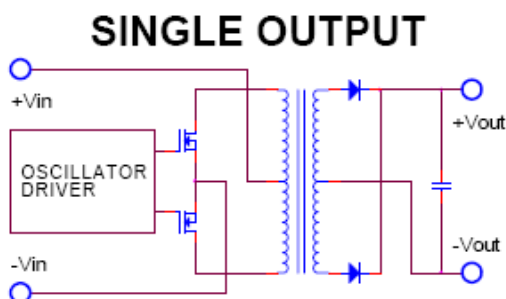 SINGLE OUTPUT
+Vin
+Vout
OSCILLATOR
DRIVER
-Vin
-Vout